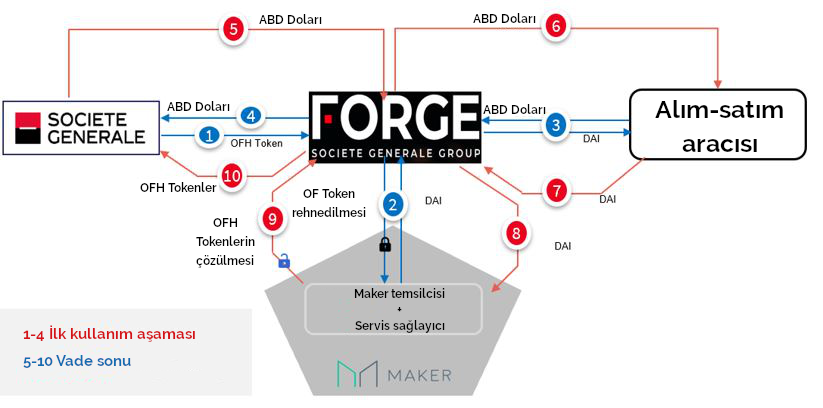 ABD Doları
5
ABD Doları
6
SOCIETE
GENERALE
ABD Doları
4
1
OFH Token
FORGE
SOCIETE GENERALE GROUP
ABD Doları
3
DAI
Alım-satım
aracısı
10
OFH Tokenler
OFH
Tokenlerin
çözülmesi
9
OF Token
rehnedilmesi
2
DAI
7
DAI
8
DAI
Maker temsilcisi
+
Servis sağlayıcı
MAKER
1-4 İlk kullanım aşaması
5-10 Vade sonu